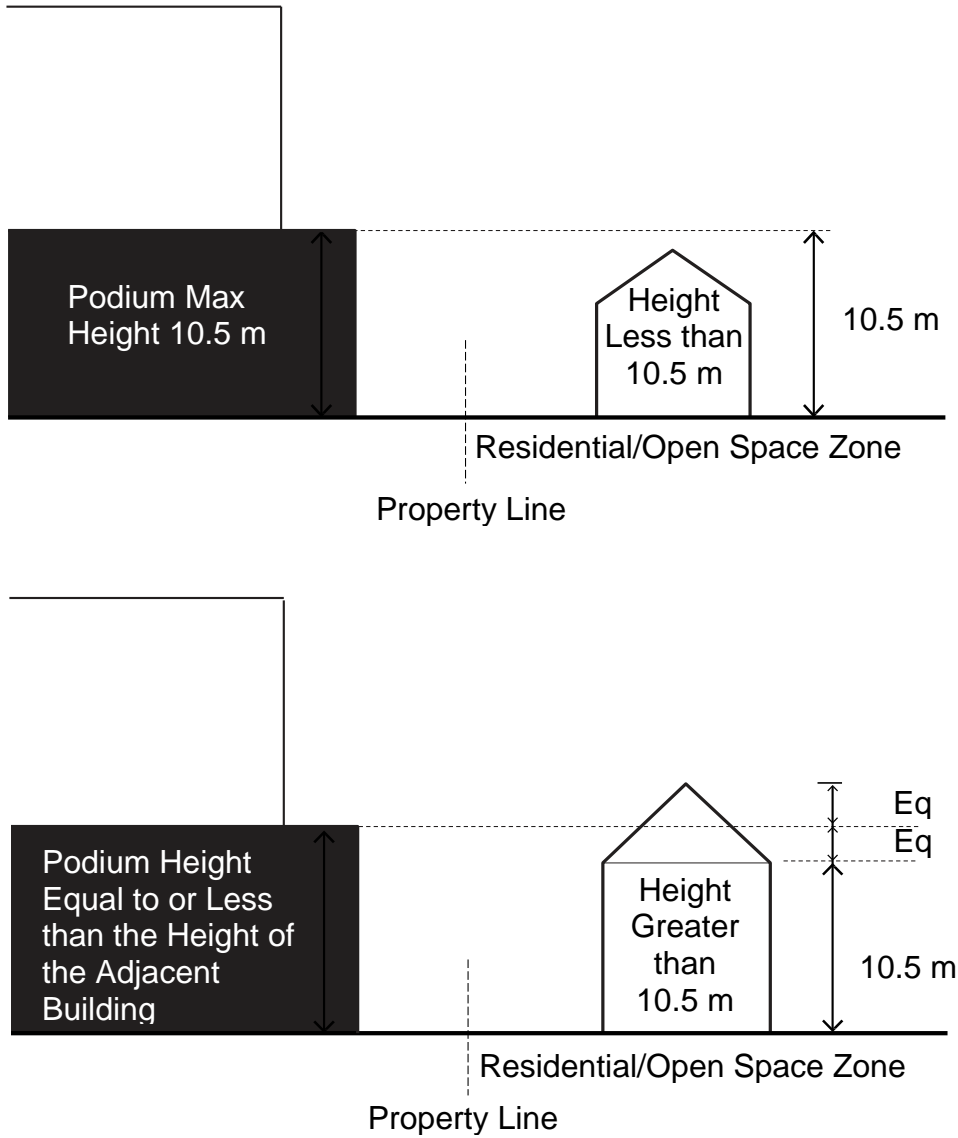 Podium Max
Height 10.5 m
Height
Less than
10.5 m
10.5 m
Residential/Open Space Zone
Property Line
Eq
Eq
Podium Height
Equal to or Less
than the Height of
the Adjacent
Building
Height
Greater
than
10.5 m
10.5 m
Residential/Open Space Zone
Property Line